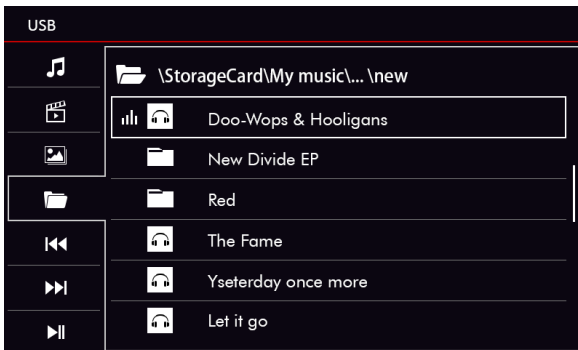 USB
\StorageCard\My music\... \new
Doo-Wops & Hooligans
New Divide EP
Red
The Fame
Yseterday once more
Let it go